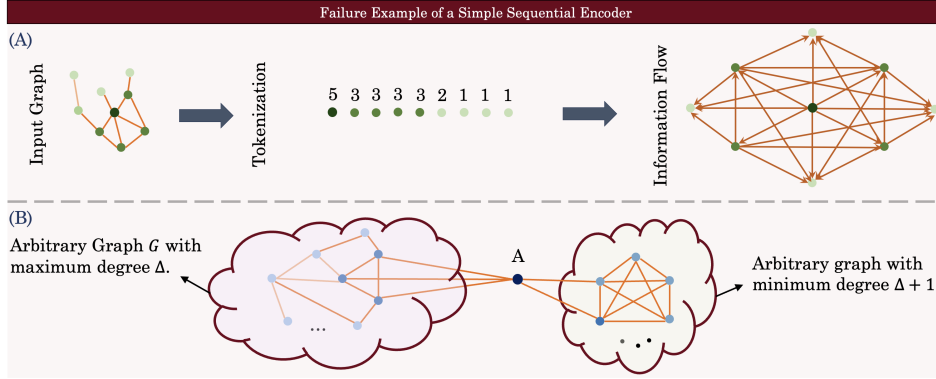 Failure Example of a Simple Sequential Encoder
(A)
Input Graph
Tokenization
5 3 3 3 3 2 1 1 1
Information Flow
(B)
Arbitrary Graph G with
maximum degree Δ.
...
A
Arbitrary graph with
minimum degree Δ + 1